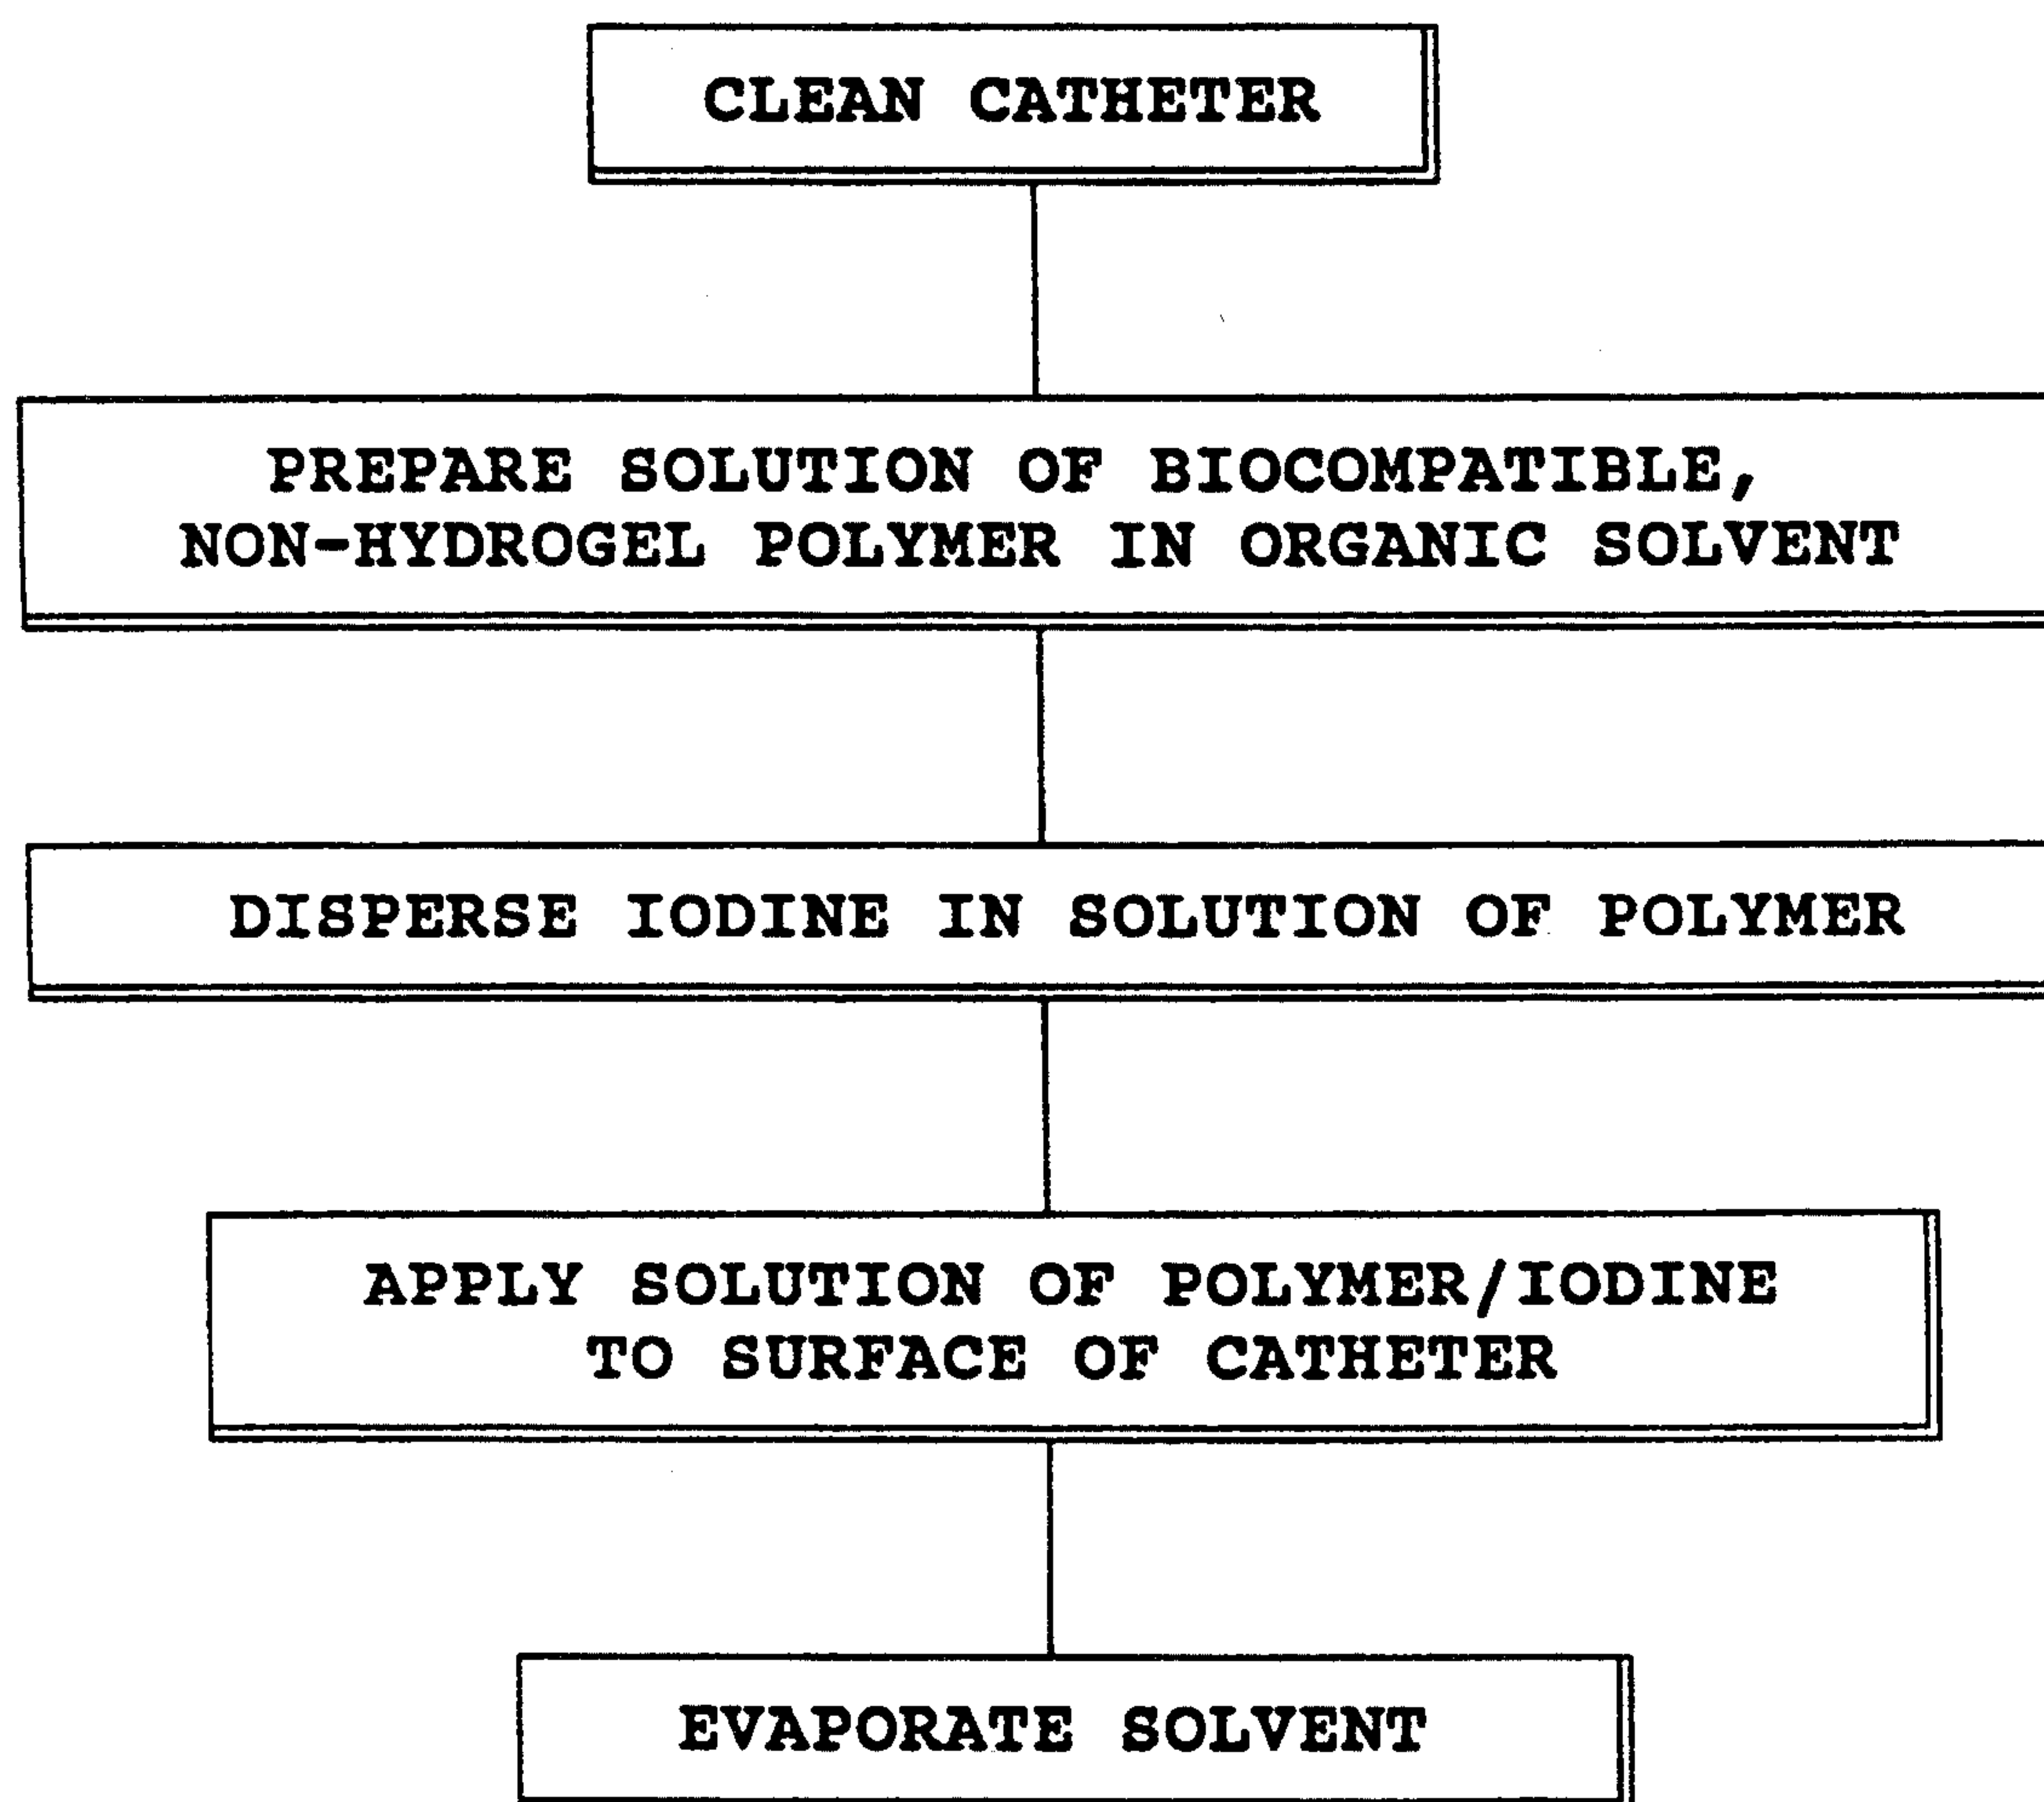 CLEAN CATHETER
PREPARE SOLUTION OF BIOCOMPATIBLE,
NON-HYDROGEL POLYMER IN ORGANIC SOLVENT
DISPERSE IODINE IN SOLUTION OF POLYMER
APPLY SOLUTION OF POLYMER/IODINE
TO SURFACE OF CATHETER
EVAPORATE SOLVENT